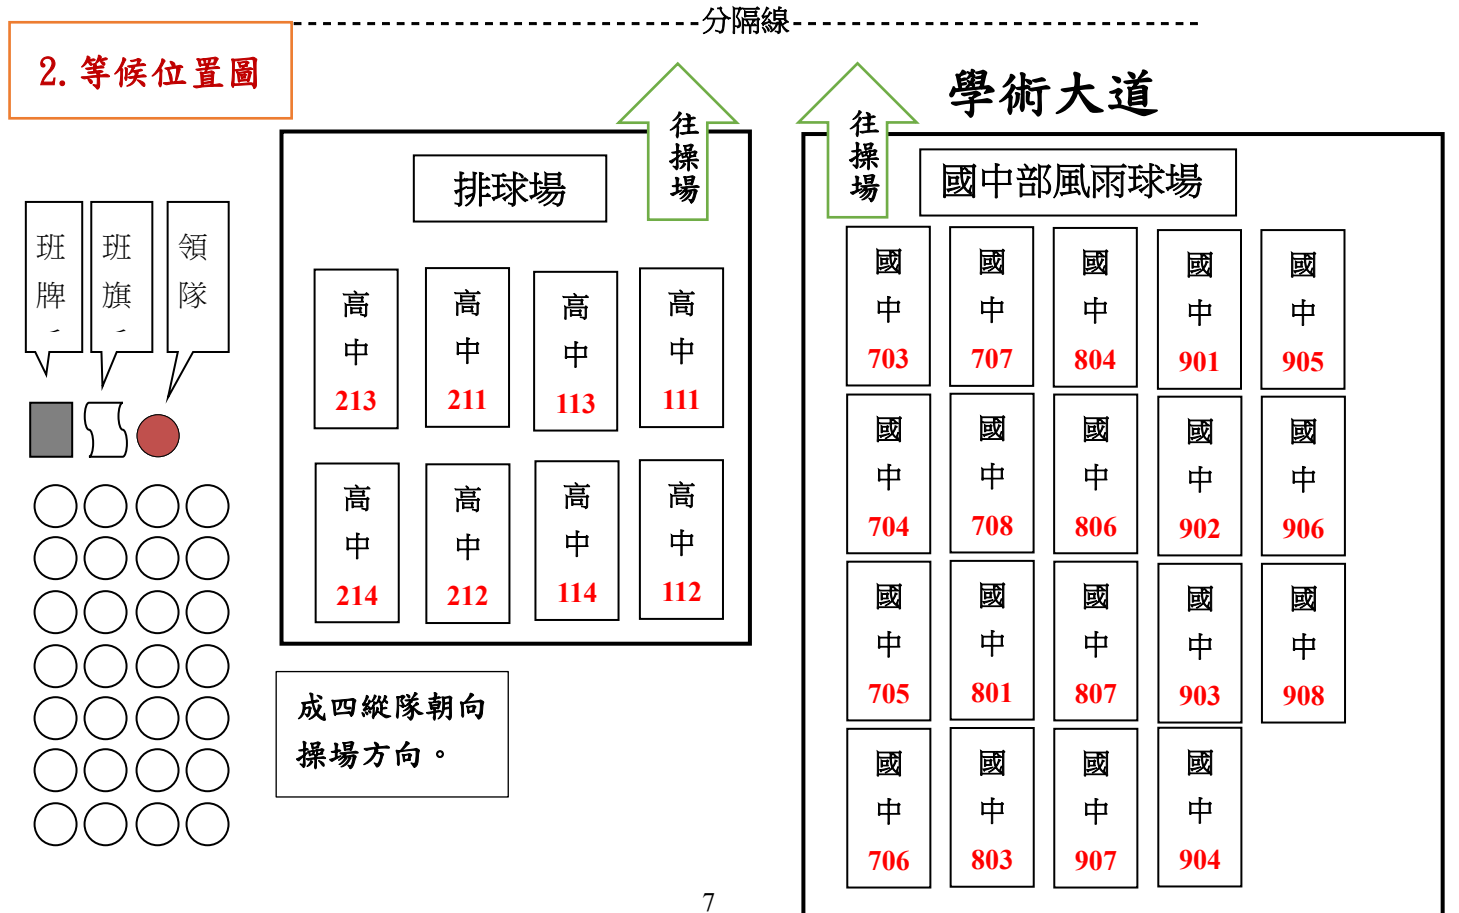 分隔線
2.等候位置圖
學術大道
往操場
往操場
排球場
國中部風雨球場
班牌
班旗
領隊
高中213
高中211
高中113
高中111
高中214
高中212
高中114
高中112
成四縱隊朝向
操場方向。
國中703
國中707
國中804
國中901
國中905
國中704
國中708
國中806
國中902
國中906
國中705
國中801
國中807
國中903
國中908
國中706
國中803
國中907
國中904
7